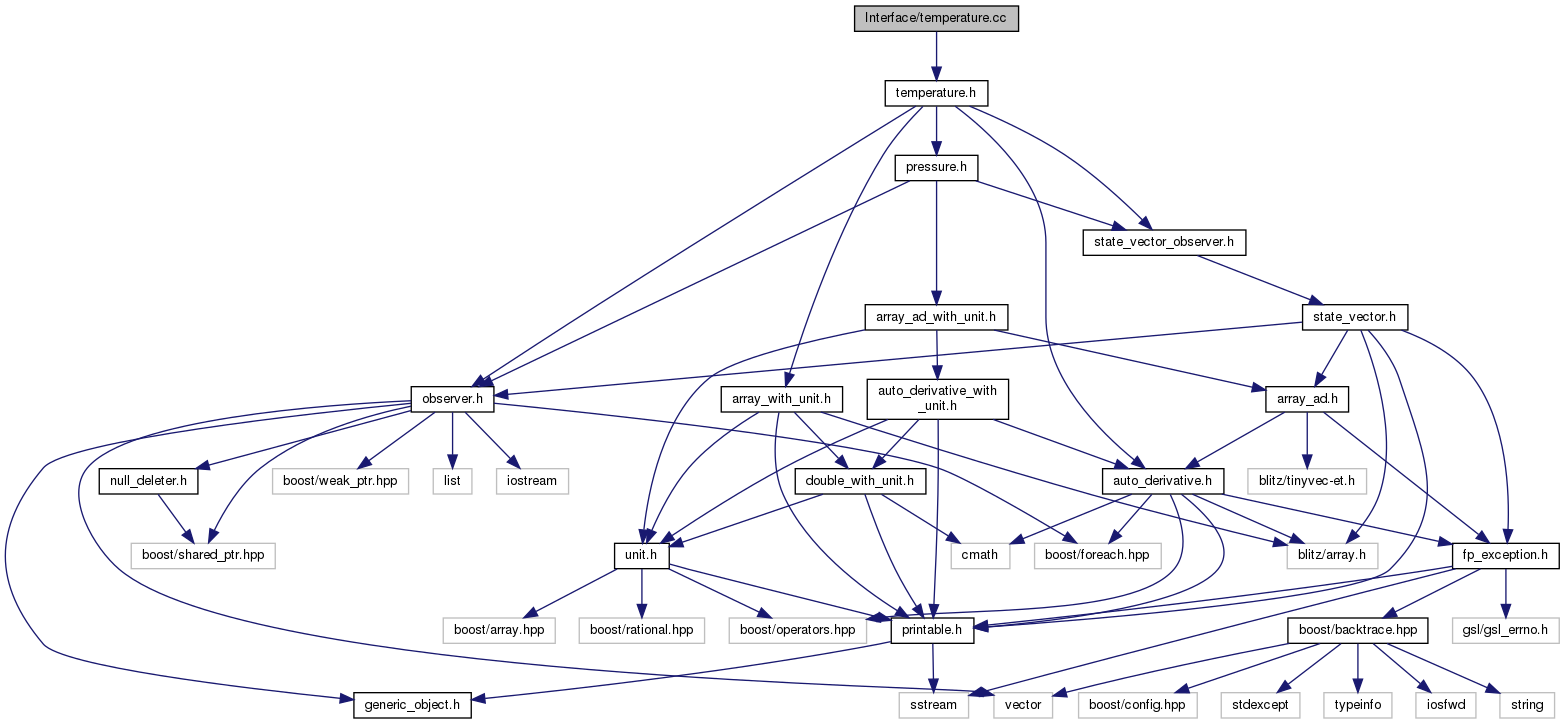 Interface/temperature.cc
temperature.h
pressure.h
state_vector_observer.h
array_ad_with_unit.h
state_vector.h
observer.h
array_with_unit.h
auto_derivative_with
_unit.h
array_ad.h
null_deleter.h
boost/weak_ptr.hpp
list
iostream
double_with_unit.h
auto_derivative.h
blitz/tinyvec-et.h
boost/shared_ptr.hpp
unit.h
cmath
boost/foreach.hpp
blitz/array.h
fp_exception.h
boost/array.hpp
boost/rational.hpp
boost/operators.hpp
printable.h
boost/backtrace.hpp
gsl/gsl_errno.h
generic_object.h
sstream
vector
boost/config.hpp
stdexcept
typeinfo
iosfwd
string